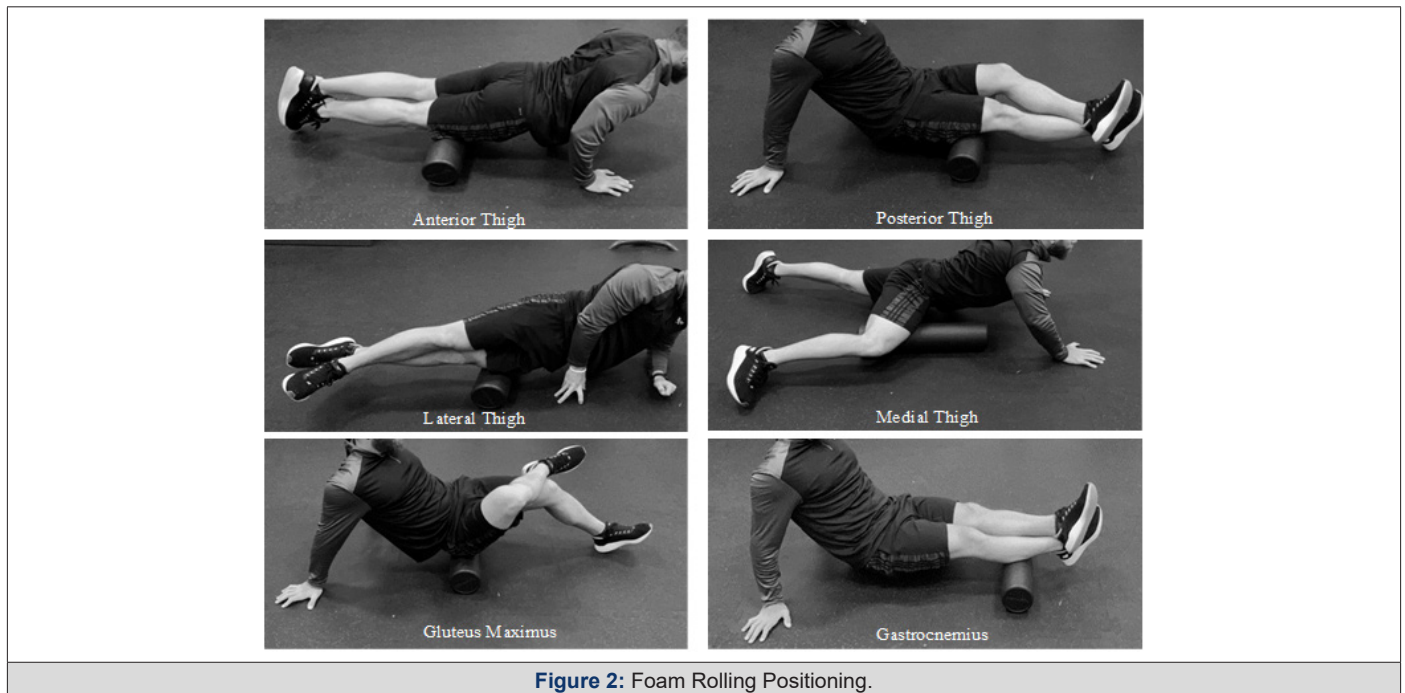 Anterior Thigh
Posterior Thigh
Lateral Thigh
Medial Thigh
Gluteus Maximus
Gastrocnemius
Figure 2: Foam Rolling Positioning.